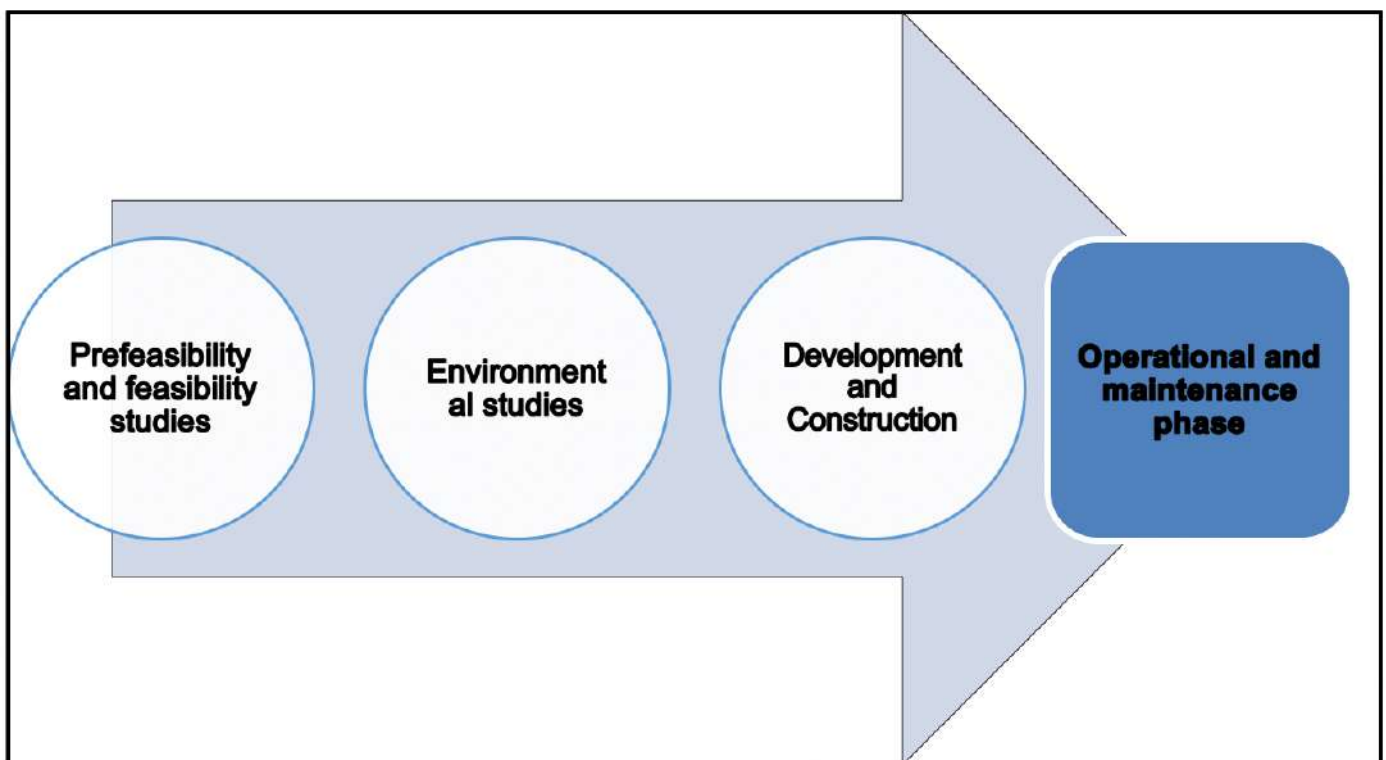 Prefeasibility
and feasibility
studies
Environment
al studies
Development
and
Construction
Operational and
maintenance
phase